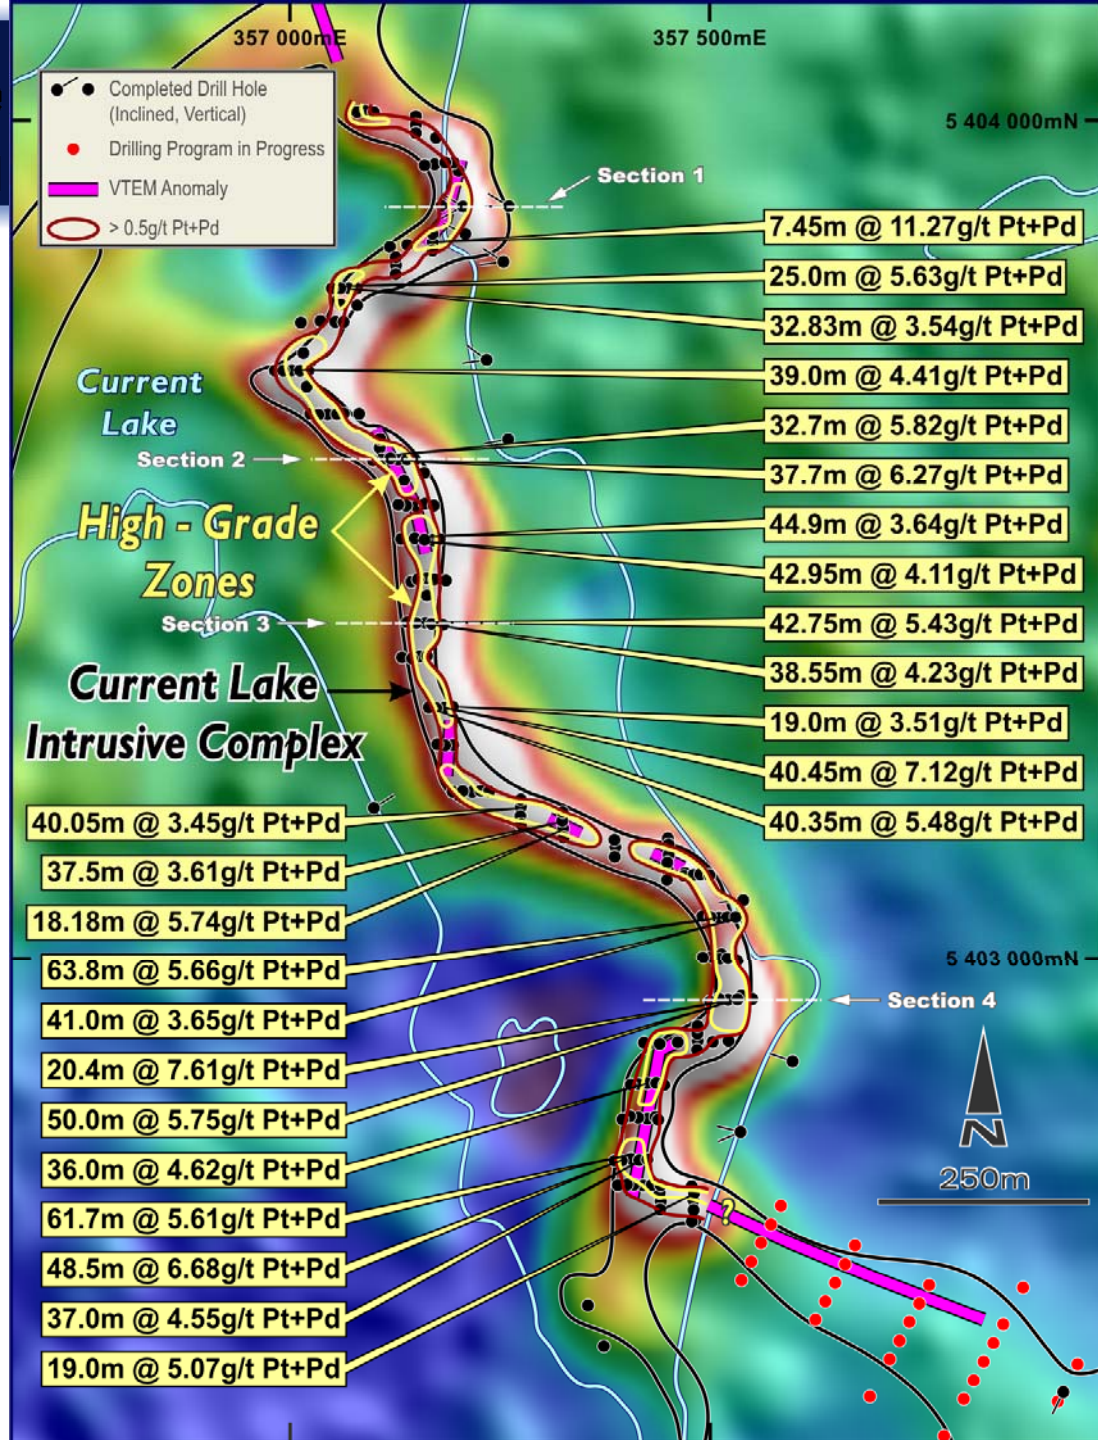 357 000mE
357 500mE
Completed Drill Hole
(Inclined, Vertical)
Drilling Program in Progress
VTEM Anomaly
> 0.5g/t Pt+Pd
5 404 000mN
Section 1
7.45m @ 11.27g/t Pt+Pd
25.0m @ 5.63g/t Pt+Pd
32.83m @ 3.54g/t Pt+Pd
39.0m @ 4.41g/t Pt+Pd
32.7m @ 5.82g/t Pt+Pd
37.7m @ 6.27g/t Pt+Pd
44.9m @ 3.64g/t Pt+Pd
42.95m @ 4.11g/t Pt+Pd
42.75m @ 5.43g/t Pt+Pd
38.55m @ 4.23g/t Pt+Pd
19.0m @ 3.51g/t Pt+Pd
40.45m @ 7.12g/t Pt+Pd
40.35m @ 5.48g/t Pt+Pd
Current
Lake
Section 2
High - Grade
Zones
Section 3
Current Lake
Intrusive Complex
40.05m @ 3.45g/t Pt+Pd
37.5m @ 3.61g/t Pt+Pd
18.18m @ 5.74g/t Pt+Pd
63.8m @ 5.66g/t Pt+Pd
41.0m @ 3.65g/t Pt+Pd
20.4m @ 7.61g/t Pt+Pd
50.0m @ 5.75g/t Pt+Pd
36.0m @ 4.62g/t Pt+Pd
61.7m @ 5.61g/t Pt+Pd
48.5m @ 6.68g/t Pt+Pd
37.0m @ 4.55g/t Pt+Pd
19.0m @ 5.07g/t Pt+Pd
5 403 000mN
Section 4
N
250m
?